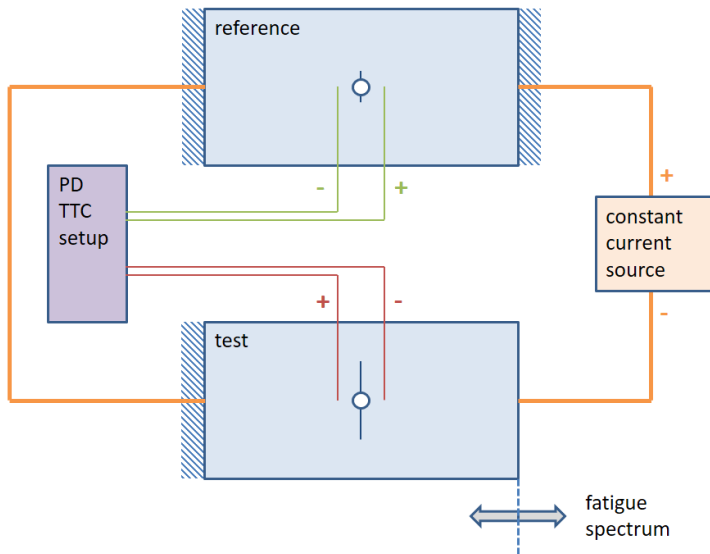 reference
PD
TTC
setup
- +
+
constant
current
source
-
+ -
test
fatigue
spectrum